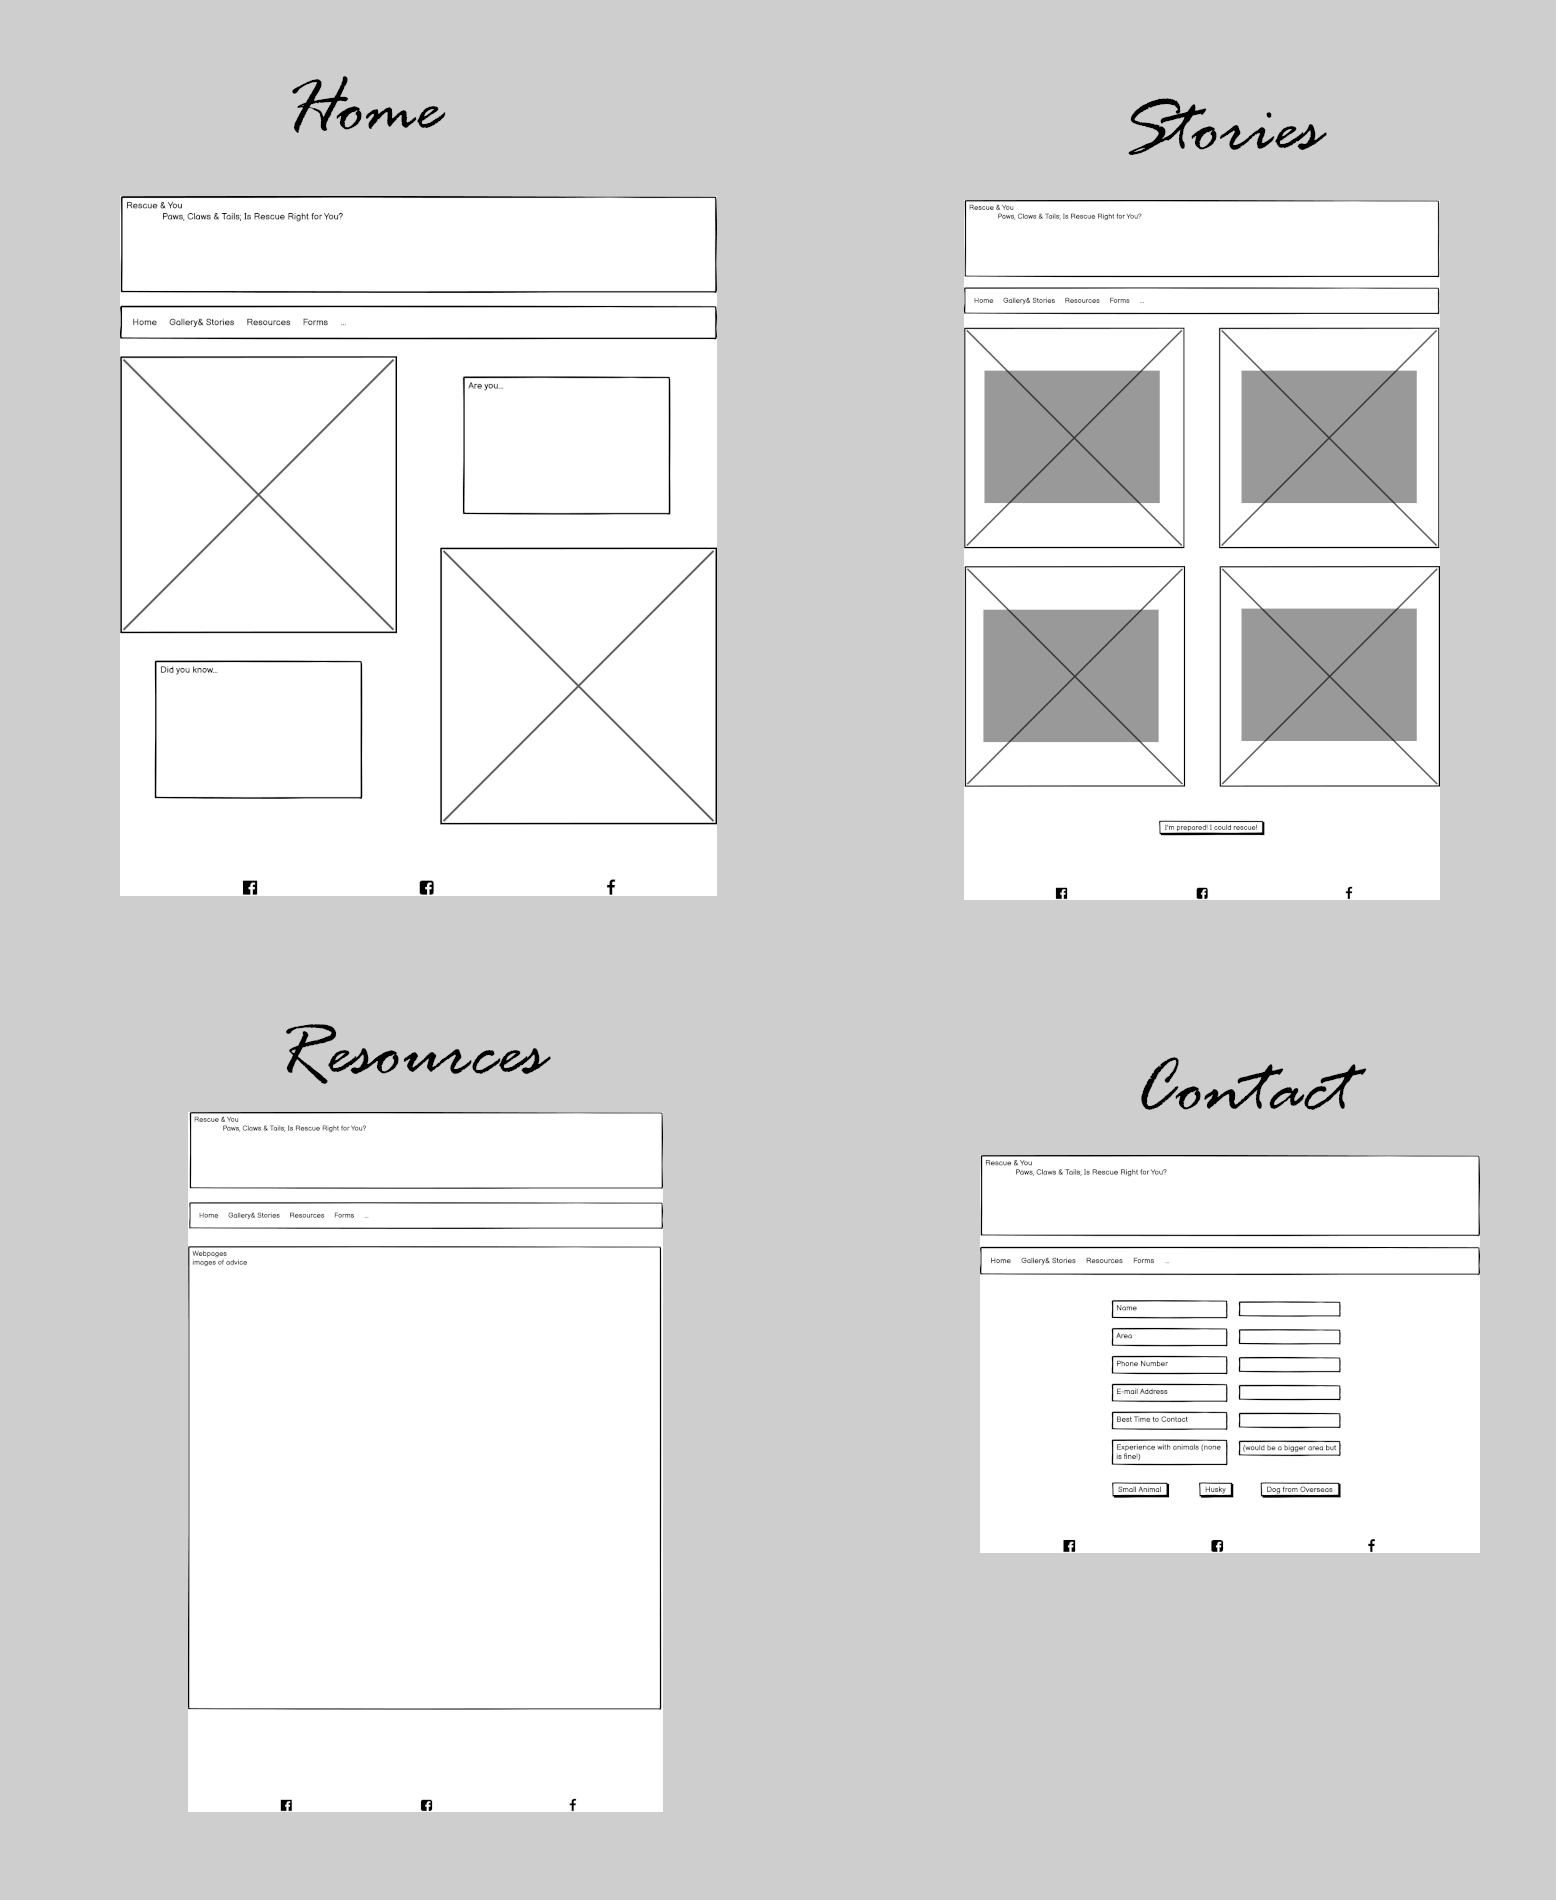 Home
Rescue & You
Paws, Claws & Tails; Is Rescue Right for You?
Home Gallery& Stories Resources Forms ...
Are you...
Did you know...
Stories
Rescue & You
Paws, Claws & Tails; Is Rescue Right for You?
Home Gallery& Stories Resources Forms ...
I'm prepared! I could rescue!
Resources
Rescue & You
Paws, Claws & Tails; Is Rescue Right for You?
Home Gallery& Stories Resources Forms ...
Webpages
images of advice
Contact
Rescue & You
Paws, Claws & Tails; Is Rescue Right for You?
Home Gallery& Stories Resources Forms ...
Name
Area
Phone Number
E-mail Address
Best Time to Contact
Experience with animals (none
is fine!)
(would be a bigger area but
Small Animal Husky Dog from Overseas